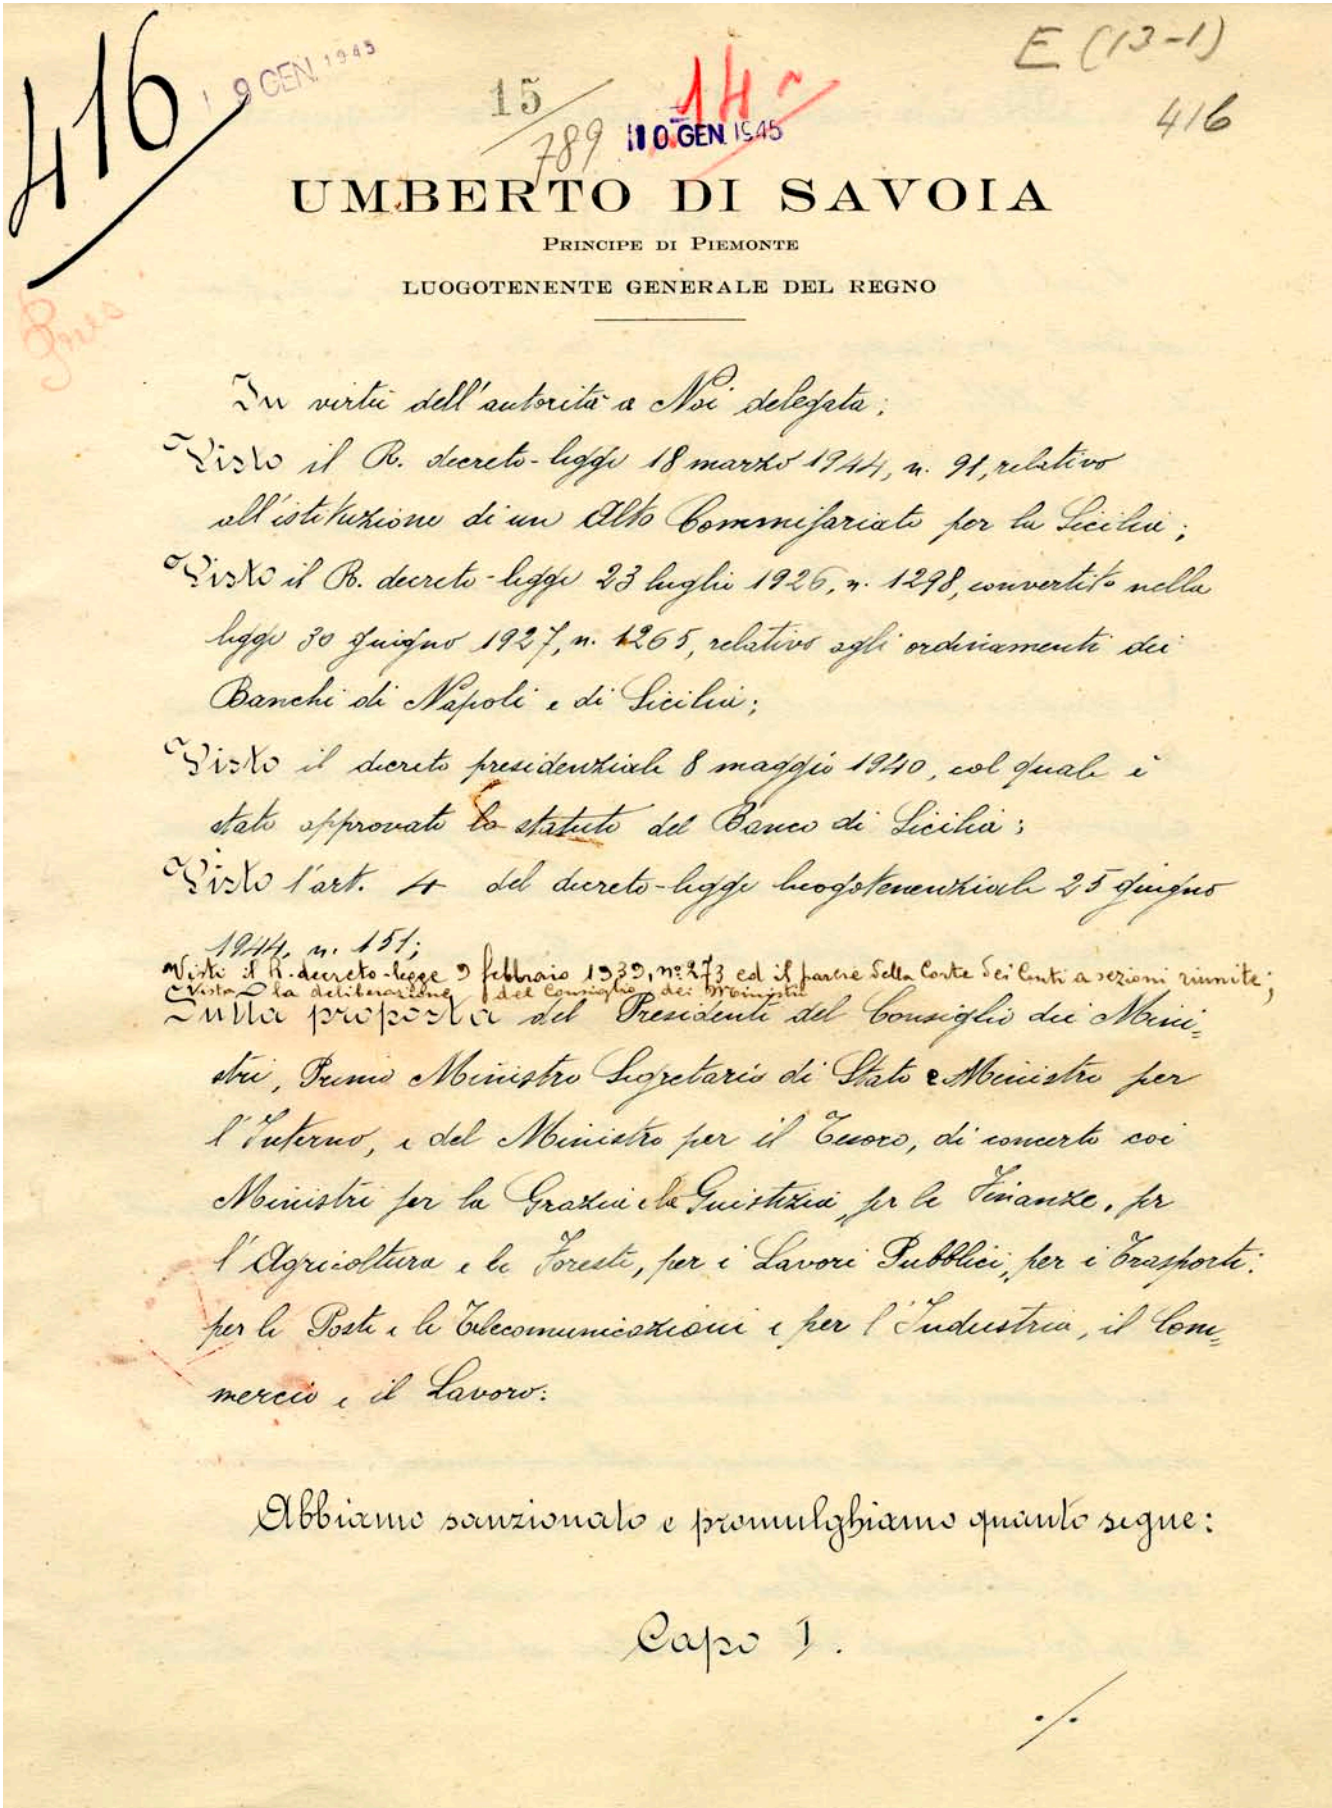 E (13-1)
416
19 GEN. 1945
15
14
416
789
10 GEN. 1945
UMBERTO DI SAVOIA
PRINCIPE DI PIEMONTE
LUOGOTENENTE GENERALE DEL REGNO
In virtù dell'autorità a Noi delegata;
Visto il R. decreto-legge 18 marzo 1944, n. 91, relativo
all'istituzione di un Alto Commissariato per la Sicilia;
Visto il R. decreto-legge 23 luglio 1926, n. 1298, convertito nella
legge 30 giugno 1927, n. 1265, relativo agli ordinamenti dei
Banchi di Napoli e di Sicilia;
Visto il decreto presidenziale 8 maggio 1940, col quale è
stato approvato lo statuto del Banco di Sicilia;
Visto l'art. 4 del decreto-legge luogotenenziale 25 giugno
1944, n. 151;
Visti il R. decreto-legge 9 febbraio 1939, n° 273 ed il parere della Corte dei Conti a sezioni riunite;
Vista la deliberazione del Consiglio dei Ministri
Sulla proposta del Presidente del Consiglio dei Mini=
stri, Primo Ministro Segretario di Stato e Ministro per
l'Interno, e del Ministro per il Tesoro, di concerto coi
Ministri per la Grazia e la Giustizia, per le Finanze, per
l'Agricoltura e le Foreste, per i Lavori Pubblici, per i Trasporti,
per le Poste e le Telecomunicazioni e per l'Industria, il Com=
mercio e il Lavoro:
Abbiamo sanzionato e promulghiamo quanto segue:
Capo I.
./.